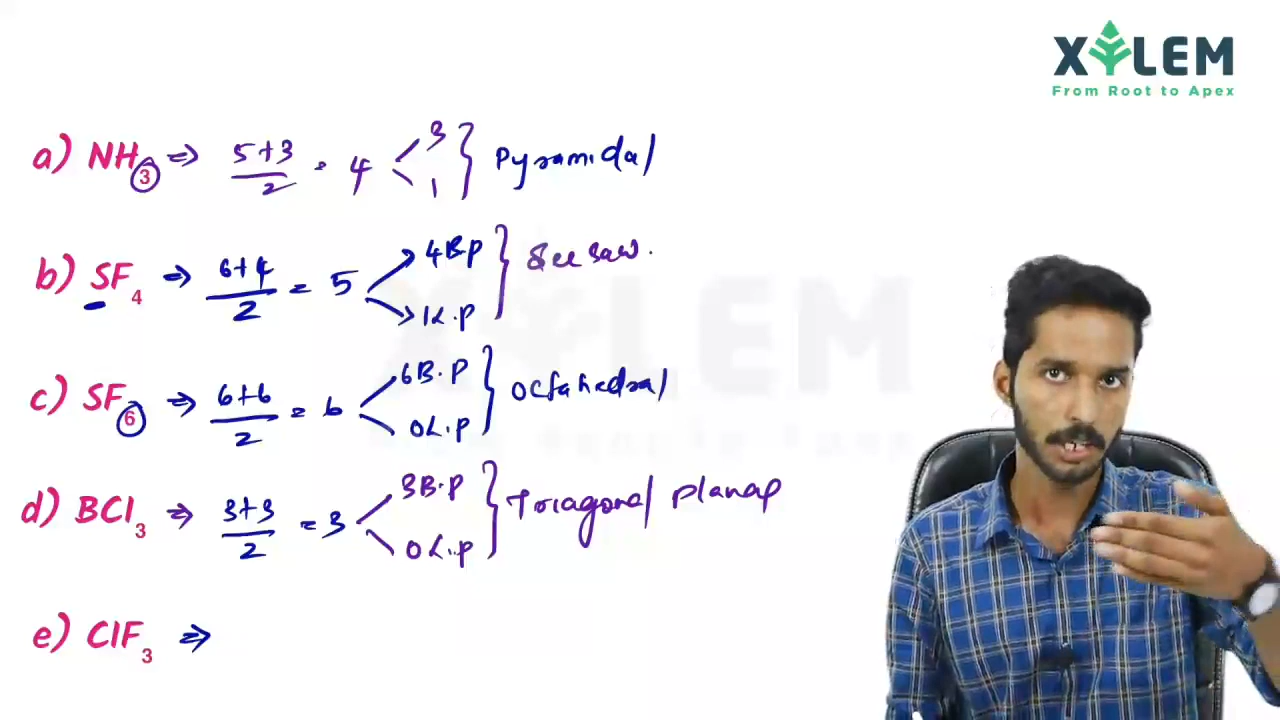 XYLEM
From Root to Apex
a) NH3 ⇒ 5+3/2 = 4 < 3 1 } Pyramidal
b) SF4 ⇒ 6+4/2 = 5 4B.P 1L.P } See saw.
c) SF6 ⇒ 6+6/2 = 6 < 6B.P 0L.P } Octahedral
d) BCl3 ⇒ 3+3/2 = 3 < 3B.P 0L.P } Triagonal planar
e) ClF3 ⇒